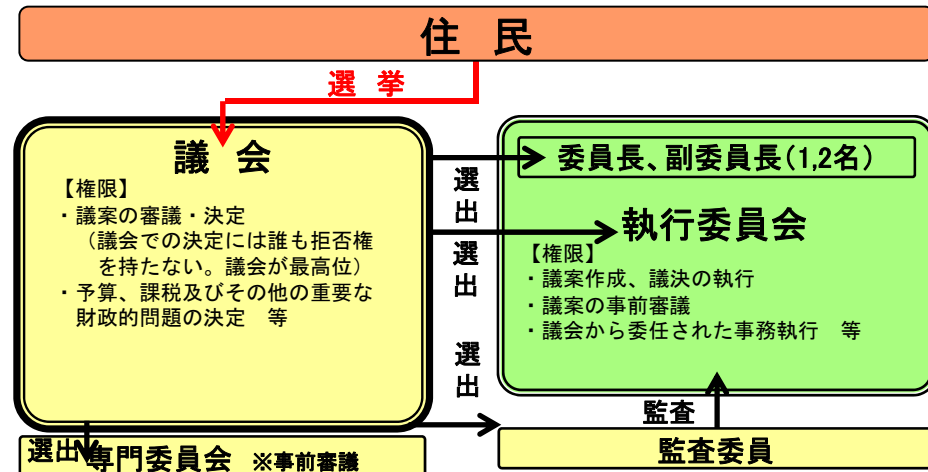 住 民
選 挙
議 会
【権限】
・議案の審議・決定
(議会での決定には誰も拒否権
を持たない。議会が最高位)
・予算、課税及びその他の重要な
財政的問題の決定 等
選出
選出
選出
委員長、副委員長(1,2名)
執行委員会
【権限】
・議案作成、議決の執行
・議案の事前審議
・議会から委任された事務執行 等
監査
監査委員
選出
専門委員会 ※事前審議